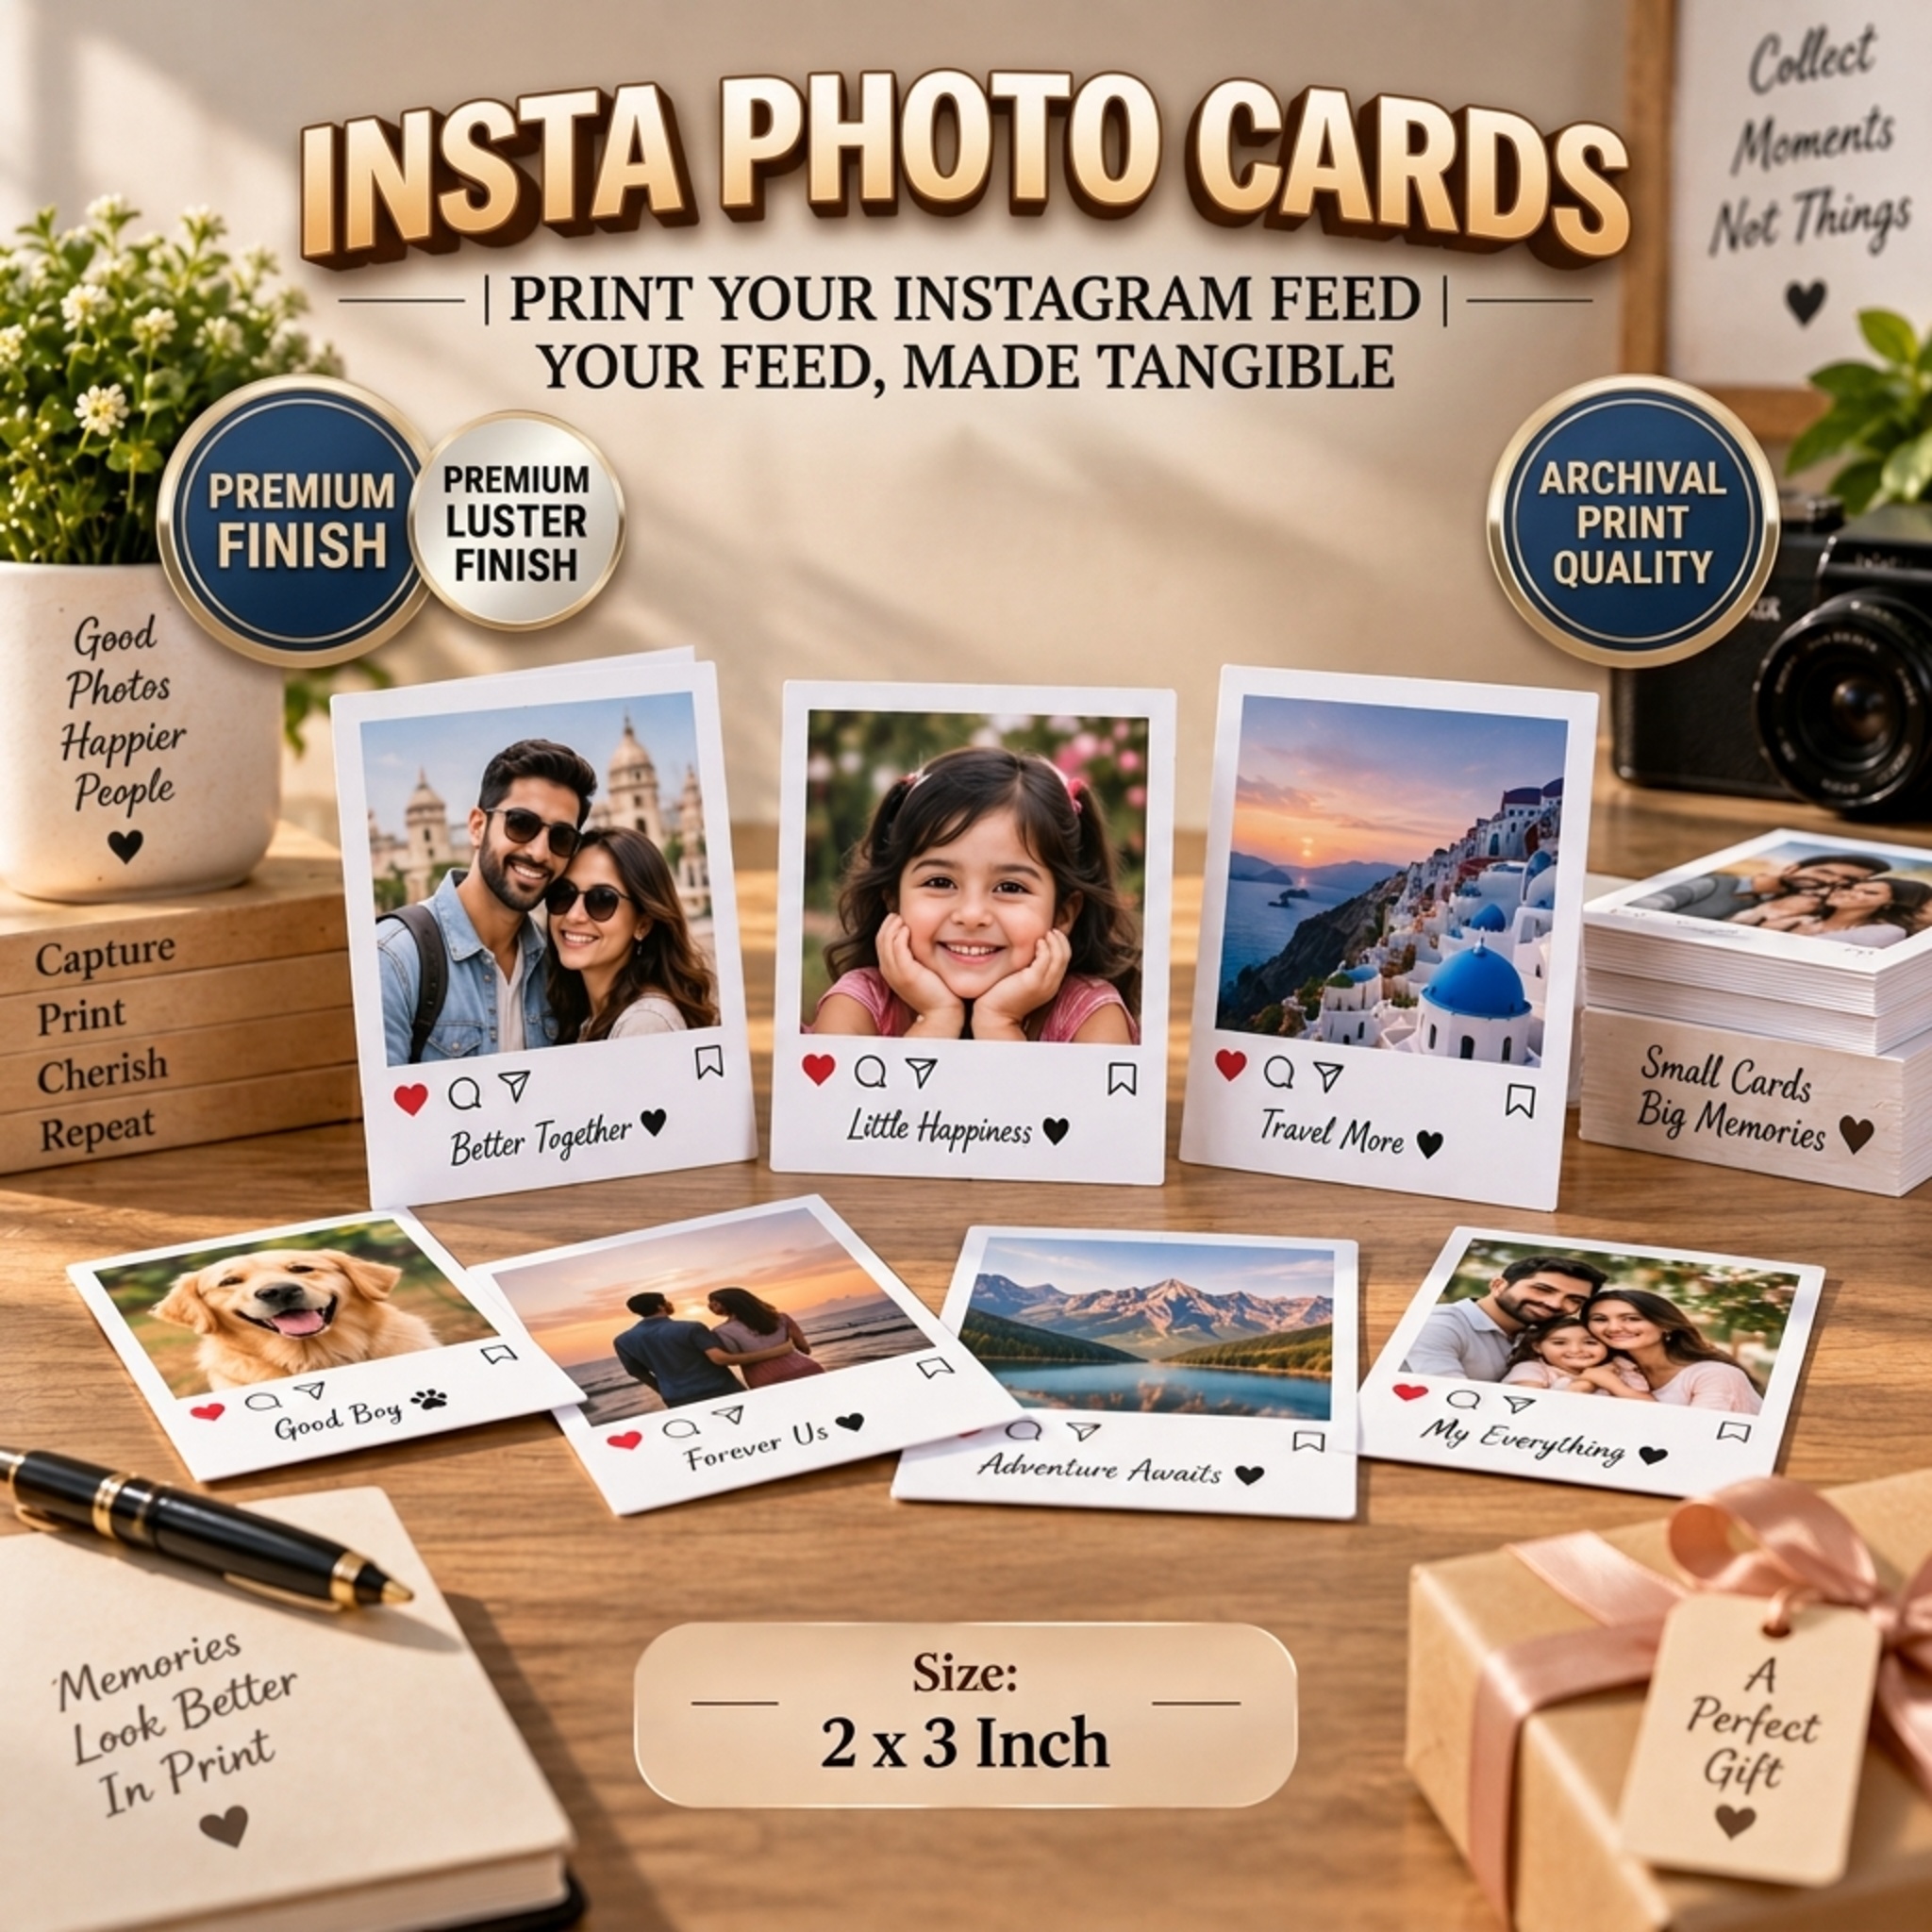 INSTA PHOTO CARDS
| PRINT YOUR INSTAGRAM FEED |
YOUR FEED, MADE TANGIBLE
Collect
Moments
Not Things
PREMIUM
FINISH
PREMIUM
LUSTER
FINISH
ARCHIVAL
PRINT
QUALITY
Good
Photos
Happier
People
Capture
Print
Cherish
Repeat
Better Together
Little Happiness
Travel More
Small Cards
Big Memories
Good Boy
Forever Us
Adventure Awaits
My Everything
Memories
Look Better
In Print
Size:
2 x 3 Inch
A
Perfect
Gift